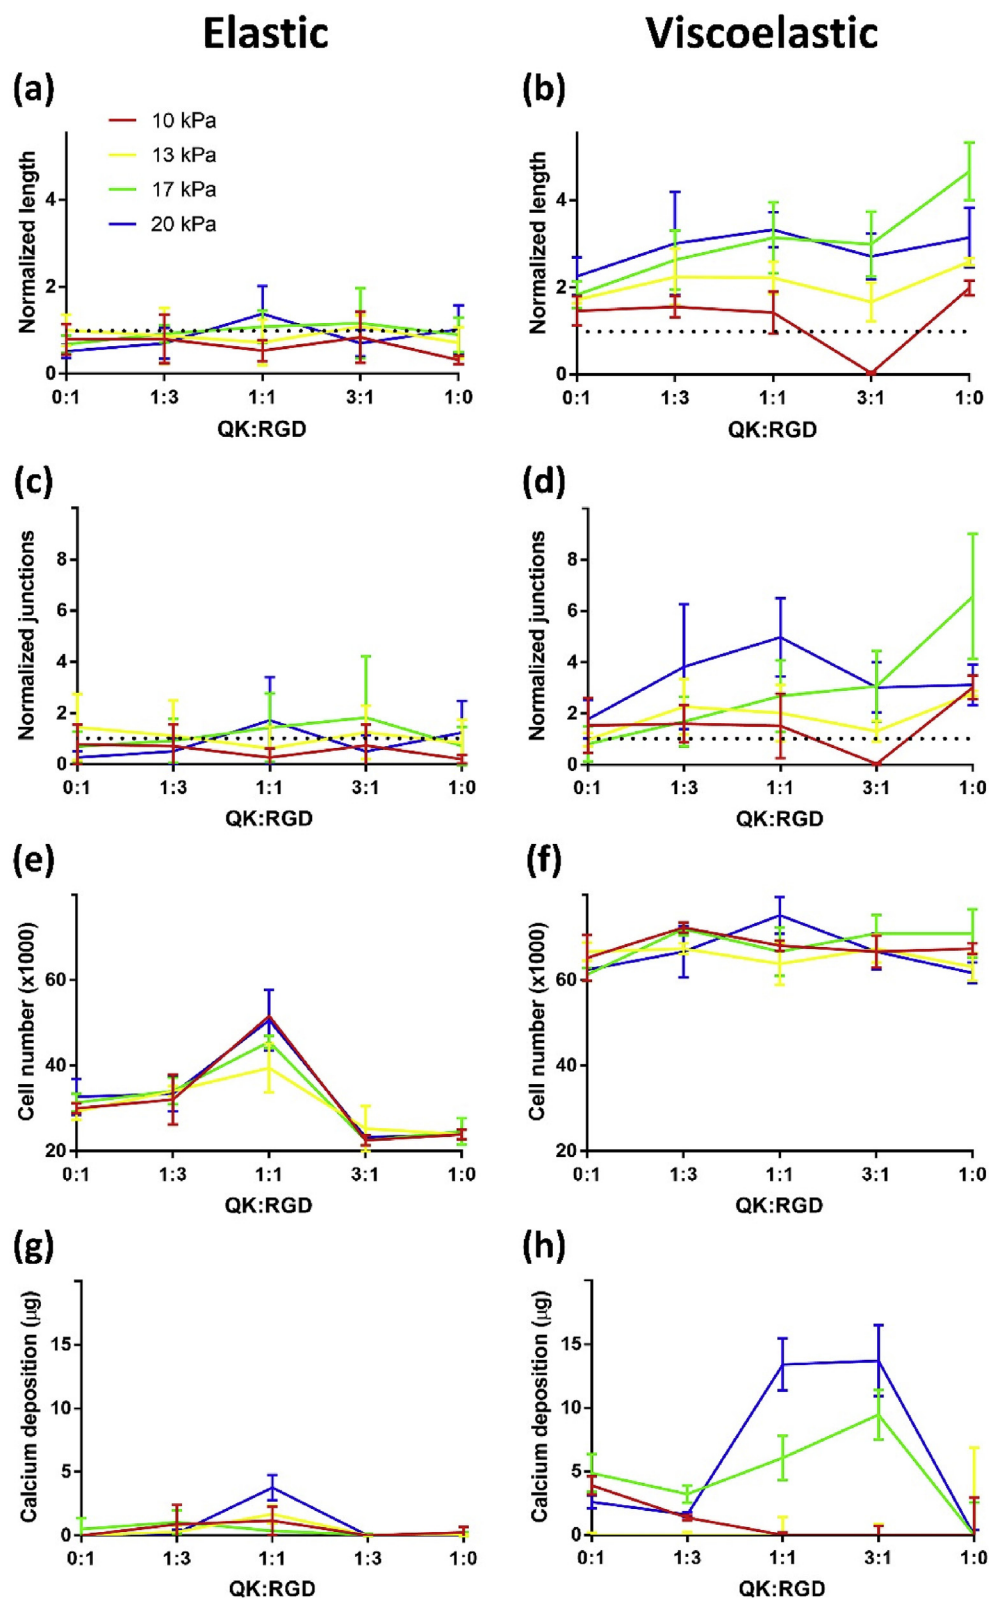 Elastic
Viscoelastic
(a)
(b)
10 kPa
13 kPa
17 kPa
20 kPa
Normalized length
4
2
0
0:1 1:3 1:1 3:1 1:0
QK:RGD
Normalized length
4
2
0
0:1 1:3 1:1 3:1 1:0
QK:RGD
(c)
(d)
Normalized junctions
8
6
4
2
0
0:1 1:3 1:1 3:1 1:0
QK:RGD
Normalized junctions
8
6
4
2
0
0:1 1:3 1:1 3:1 1:0
QK:RGD
(e)
(f)
Cell number (x1000)
60
40
20
0:1 1:3 1:1 3:1 1:0
QK:RGD
Cell number (x1000)
60
40
20
0:1 1:3 1:1 3:1 1:0
QK:RGD
(g)
(h)
Calcium deposition (μg)
15
10
5
0
0:1 1:3 1:1 1:3 1:0
QK:RGD
Calcium deposition (μg)
15
10
5
0
0:1 1:3 1:1 3:1 1:0
QK:RGD